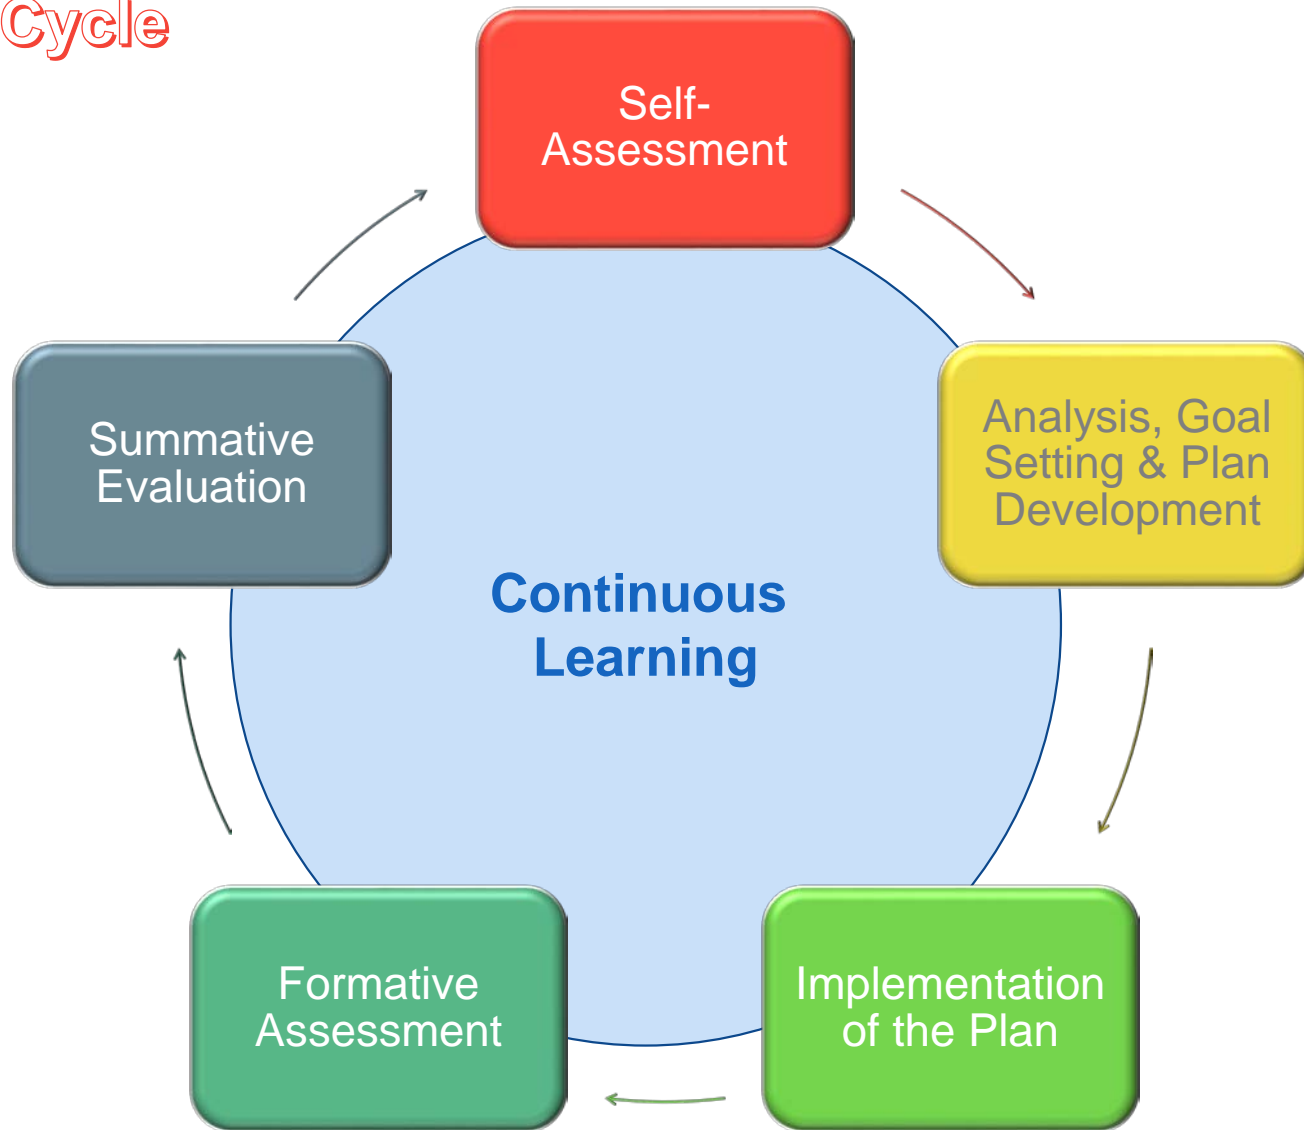 Cycle
Self-
Assessment
Analysis, Goal
Setting & Plan
Development
Implementation
of the Plan
Formative
Assessment
Summative
Evaluation
Continuous
Learning